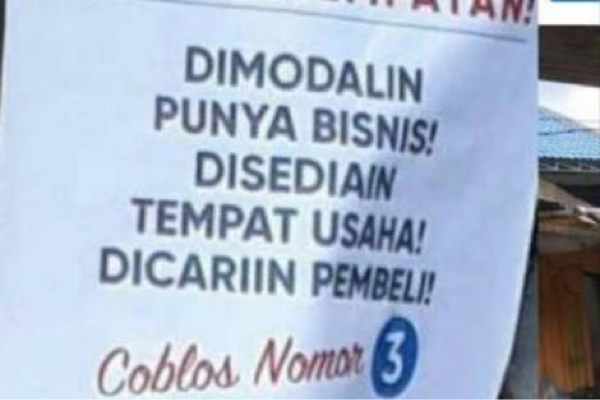 DIMODALIN
PUNYA BISNIS!
DISEDIAIN
TEMPAT USAHA!
DICARIIN PEMBELI!
Coblos Nomor 3